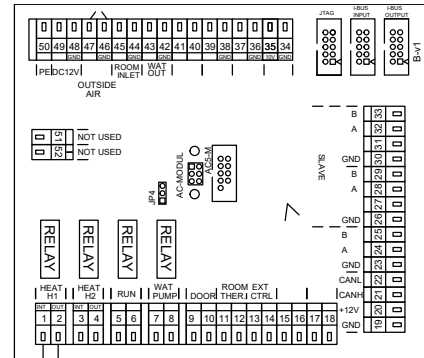 JTAG
I-BUS INPUT
I-BUS OUTPUT
B-v1
50 49 48 47 46 45 44 43 42 41 40 39 38 37 36 35 34
GND GND GND GND GND 10V GND
PE DC12V
OUTSIDE AIR
ROOM INLET
WAT OUT
51 NOT USED
52 NOT USED
JP4
AC-MODUL
AC5-M
SLAVE
B 33
A 32
31
GND 30
B 29
A 28
27
GND 26
B 25
A 24
GND 23
CANL 22
CANH 21
+12V 20
GND 19
RELAY RELAY RELAY RELAY
HEAT H1
HEAT H2
RUN
WAT PUMP
DOOR
ROOM THER.
EXT CTRL
INT OUT INT OUT
1 2 3 4 5 6 7 8 9 10 11 12 13 14 15 16 17 18